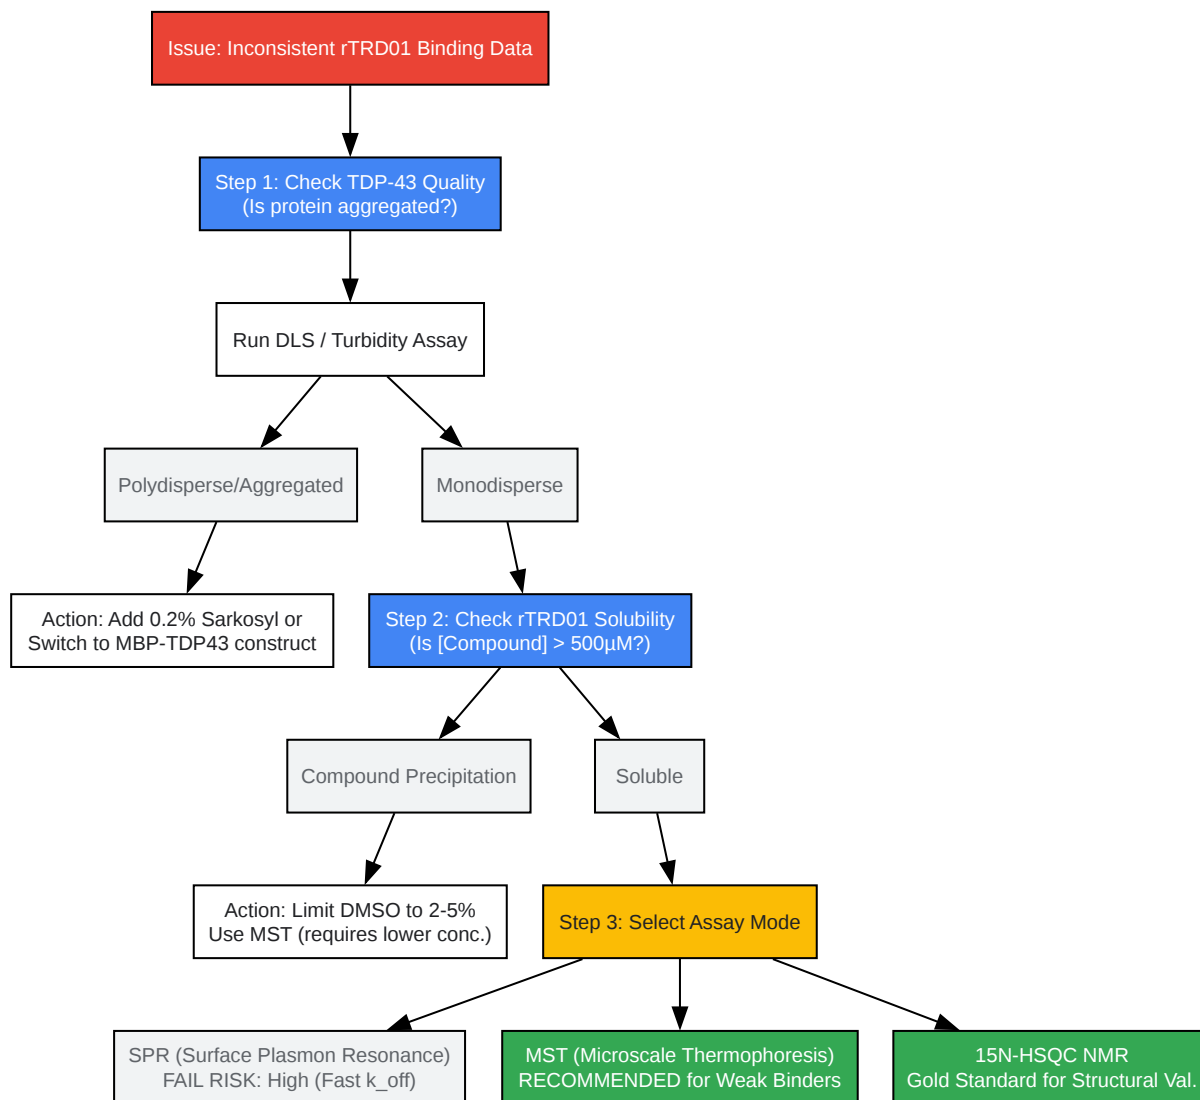 Issue: Inconsistent rTRD01 Binding Data
Step 1: Check TDP-43 Quality
(Is protein aggregated?)
Run DLS / Turbidity Assay
Polydisperse/Aggregated
Monodisperse
Action: Add 0.2% Sarkosyl or
Switch to MBP-TDP43 construct
Step 2: Check rTRD01 Solubility
(Is [Compound] > 500µM?)
Compound Precipitation
Soluble
Action: Limit DMSO to 2-5%
Use MST (requires lower conc.)
Step 3: Select Assay Mode
SPR (Surface Plasmon Resonance)
FAIL RISK: High (Fast k_off)
MST (Microscale Thermophoresis)
RECOMMENDED for Weak Binders
15N-HSQC NMR
Gold Standard for Structural Val.